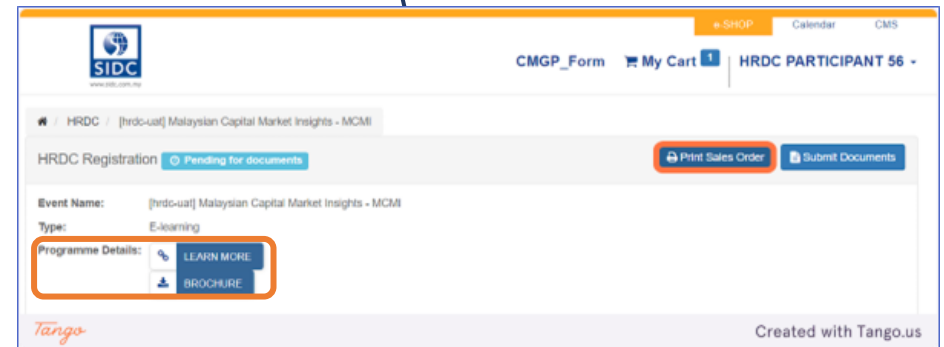 e-SHOP Calendar CMS
SIDC
www.sidc.com.my
CMGP_Form My Cart 1 HRDC PARTICIPANT 56
/ HRDC / [hrdc-uat] Malaysian Capital Market Insights - MCMI
HRDC Registration Pending for documents Print Sales Order Submit Documents
Event Name: [hrdc-uat] Malaysian Capital Market Insights - MCMI
Type: E-learning
Programme Details: LEARN MORE
BROCHURE
Tango Created with Tango.us